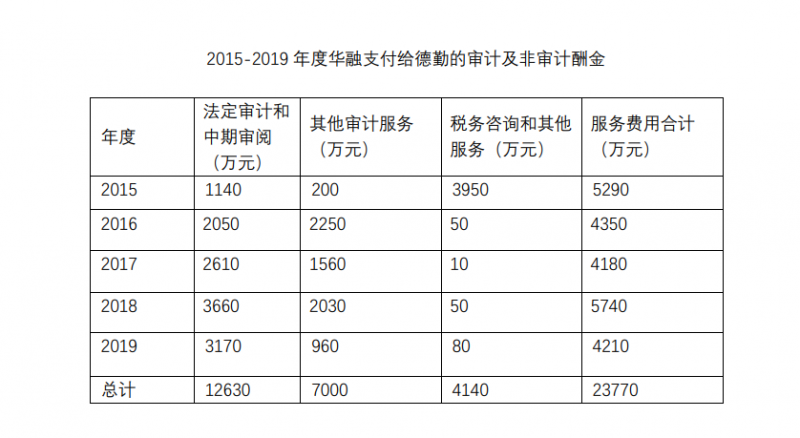 2015-2019 年度华融支付给德勤的审计及非审计酬金
年度 法定审计和中期审阅（万元） 其他审计服务（万元） 税务咨询和其他服务（万元） 服务费用合计（万元）
2015 1140 200 3950 5290
2016 2050 2250 50 4350
2017 2610 1560 10 4180
2018 3660 2030 50 5740
2019 3170 960 80 4210
总计 12630 7000 4140 23770